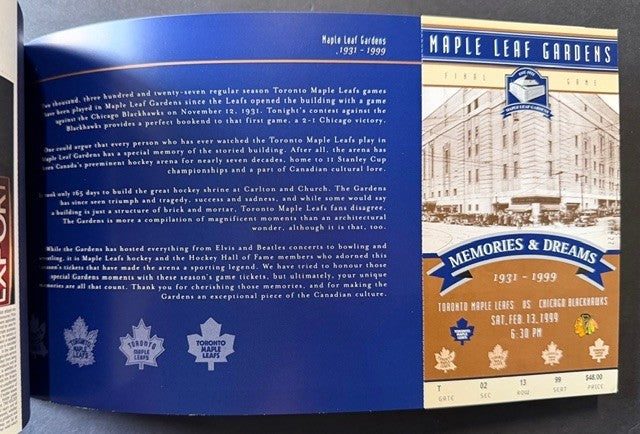 Maple Leaf Gardens
1931 - 1999
Two thousand, three hundred and twenty-seven regular season Toronto Maple Leafs games
have been played in Maple Leaf Gardens since the Leafs opened the building with a game
against the Chicago Blackhawks on November 12, 1931. Tonight's contest against the
Blackhawks provides a perfect bookend to that first game, a 2-1 Chicago victory.
One could argue that every person who has ever watched the Toronto Maple Leafs play in
Maple Leaf Gardens has a special memory of the storied building. After all, the arena has
been Canada's preeminent hockey arena for nearly seven decades, home to 11 Stanley Cup
championships and a part of Canadian cultural lore.
It took only 165 days to build the great hockey shrine at Carlton and Church. The Gardens
has since seen triumph and tragedy, success and sadness, and while some would say
a building is just a structure of brick and mortar, Toronto Maple Leafs fans disagree.
The Gardens is more a compilation of magnificent moments than an architectural
wonder, although it is that, too.
While the Gardens has hosted everything from Elvis and Beatles concerts to bowling and
wrestling, it is Maple Leafs hockey and the Hockey Hall of Fame members who adorned this
season's tickets that have made the arena a sporting legend. We have tried to honour those
special Gardens moments with these season's game tickets, but ultimately, your unique
memories are all that count. Thank you for cherishing those memories, and for making the
Gardens an exceptional piece of the Canadian culture.
TORONTO
MAPLE
LEAFS
TORONTO
MAPLE
LEAFS
TORONTO
MAPLE
LEAFS
EXPORT
MAPLE LEAF GARDENS
FINAL GAME
MAPLE LEAF GARDENS
MEMORIES & DREAMS
1931 - 1999
TORONTO MAPLE LEAFS VS CHICAGO BLACKHAWKS
SAT, FEB. 13, 1999
6:30 PM
T 02 13 99 $48.00
GATE SEC ROW SEAT PRICE